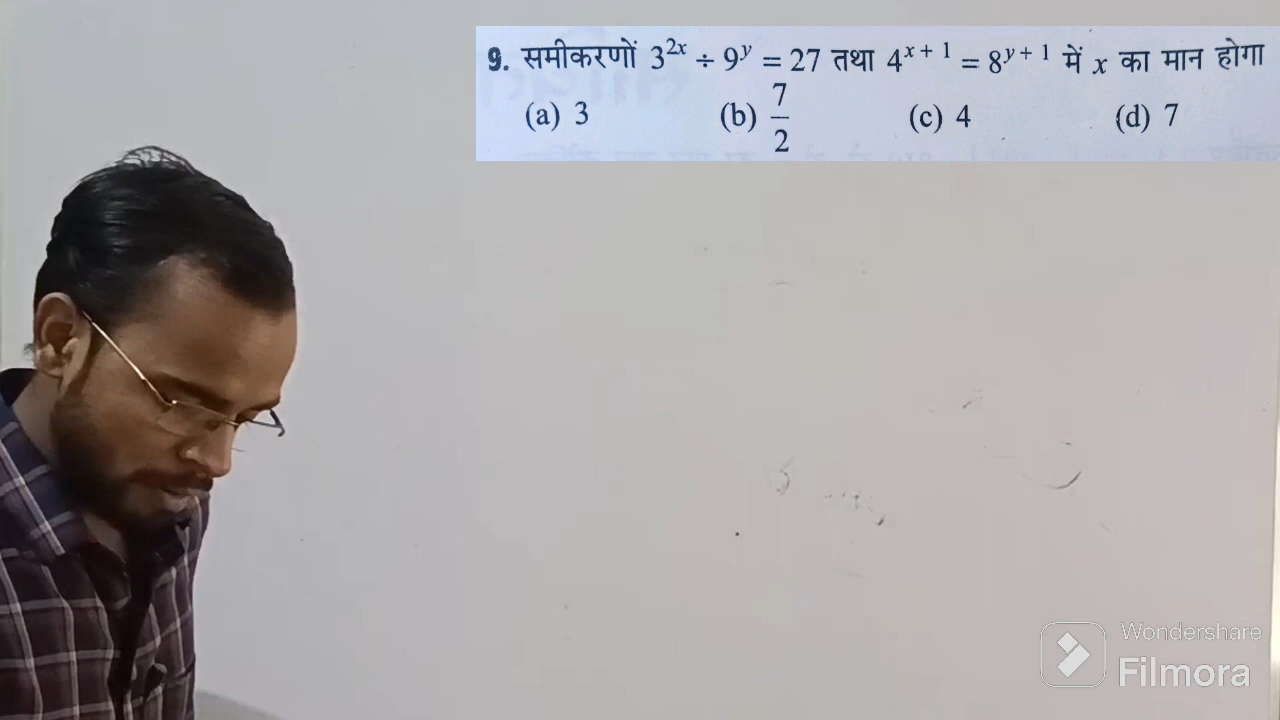 9. समीकरणों 3^{2x} ÷ 9^y = 27 तथा 4^{x + 1} = 8^{y + 1} में x का मान होगा
(a) 3 (b) 7/2 (c) 4 (d) 7
Wondershare
Filmora